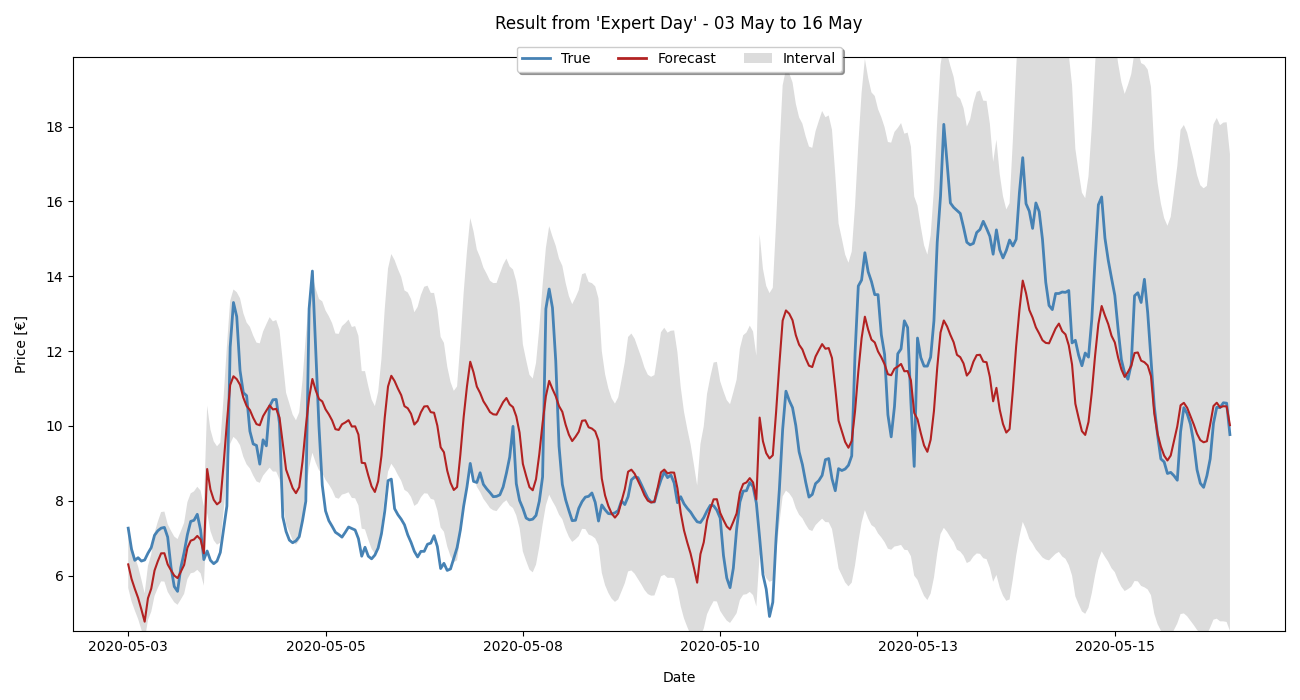 Result from 'Expert Day' - 03 May to 16 May
True Forecast Interval
Price [€]
18
16
14
12
10
8
6
2020-05-03 2020-05-05 2020-05-08 2020-05-10 2020-05-13 2020-05-15
Date